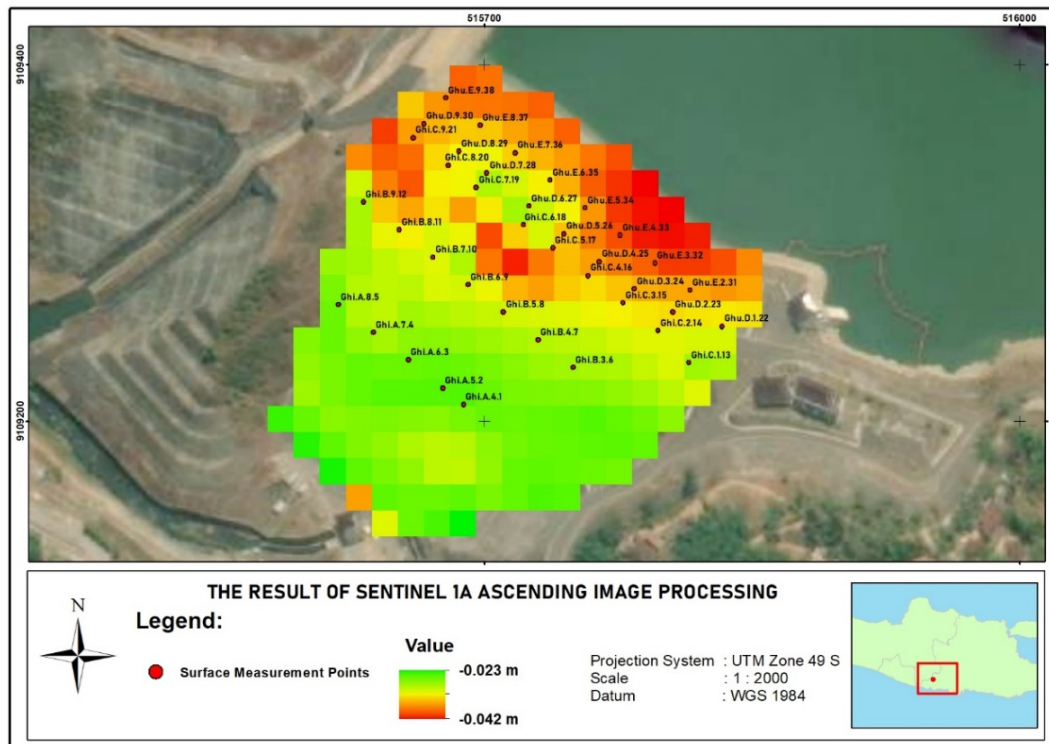 515700
516000
9109400
9109200
Ghu.E.9.38
Ghu.D.9.30
Ghu.E.8.37
Ghi.C.9.21
Ghu.D.8.29
Ghu.E.7.36
Ghi.C.8.20
Ghu.D.7.28
Ghi.C.7.19
Ghu.E.6.35
Ghi.B.9.12
Ghu.D.6.27
Ghu.E.5.34
Ghi.C.6.18
Ghi.B.8.11
Ghu.D.5.26
Ghu.E.4.33
Ghi.C.5.17
Ghi.B.7.10
Ghu.D.4.25
Ghu.E.3.32
Ghi.C.4.16
Ghi.B.6.9
Ghu.D.3.24
Ghu.E.2.31
Ghi.A.8.5
Ghi.C.3.15
Ghi.B.5.8
Ghu.D.2.23
Ghu.D.1.22
Ghi.A.7.4
Ghi.C.2.14
Ghi.B.4.7
Ghi.A.6.3
Ghi.C.1.13
Ghi.B.3.6
Ghi.A.5.2
Ghi.A.4.1
THE RESULT OF SENTINEL 1A ASCENDING IMAGE PROCESSING
N
Legend:
Surface Measurement Points
Value
-0.023 m
-0.042 m
Projection System : UTM Zone 49 S
Scale : 1 : 2000
Datum : WGS 1984